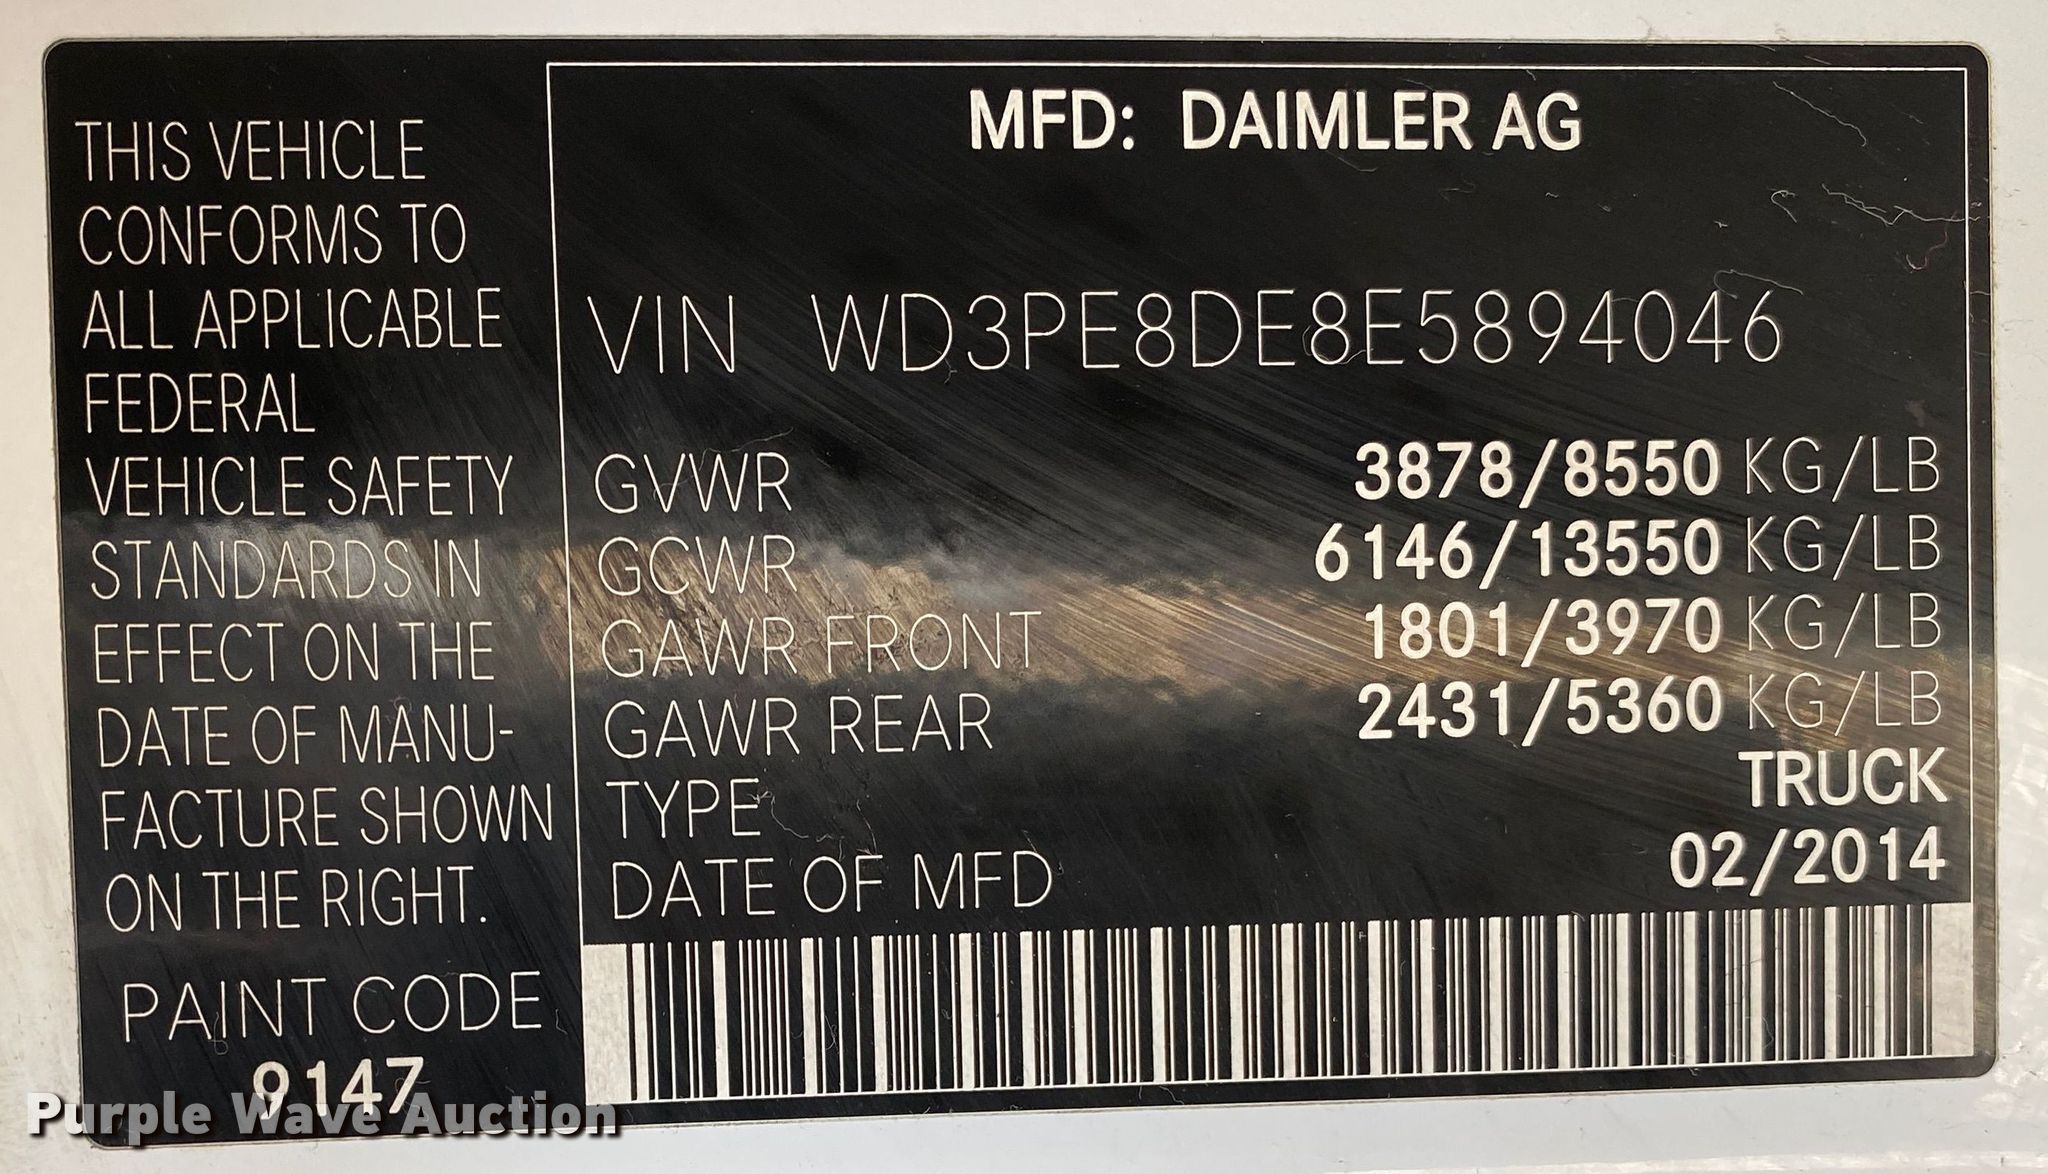 THIS VEHICLE
CONFORMS TO
ALL APPLICABLE
FEDERAL
VEHICLE SAFETY
STANDARDS IN
EFFECT ON THE
DATE OF MANU-
FACTURE SHOWN
ON THE RIGHT.
PAINT CODE
9147
MFD: DAIMLER AG
VIN WD3PE8DE8E5894046
GVWR 3878/8550 KG/LB
GCWR 6146/13550 KG/LB
GAWR FRONT 1801/3970 KG/LB
GAWR REAR 2431/5360 KG/LB
TYPE TRUCK
DATE OF MFD 02/2014
Purple Wave Auction